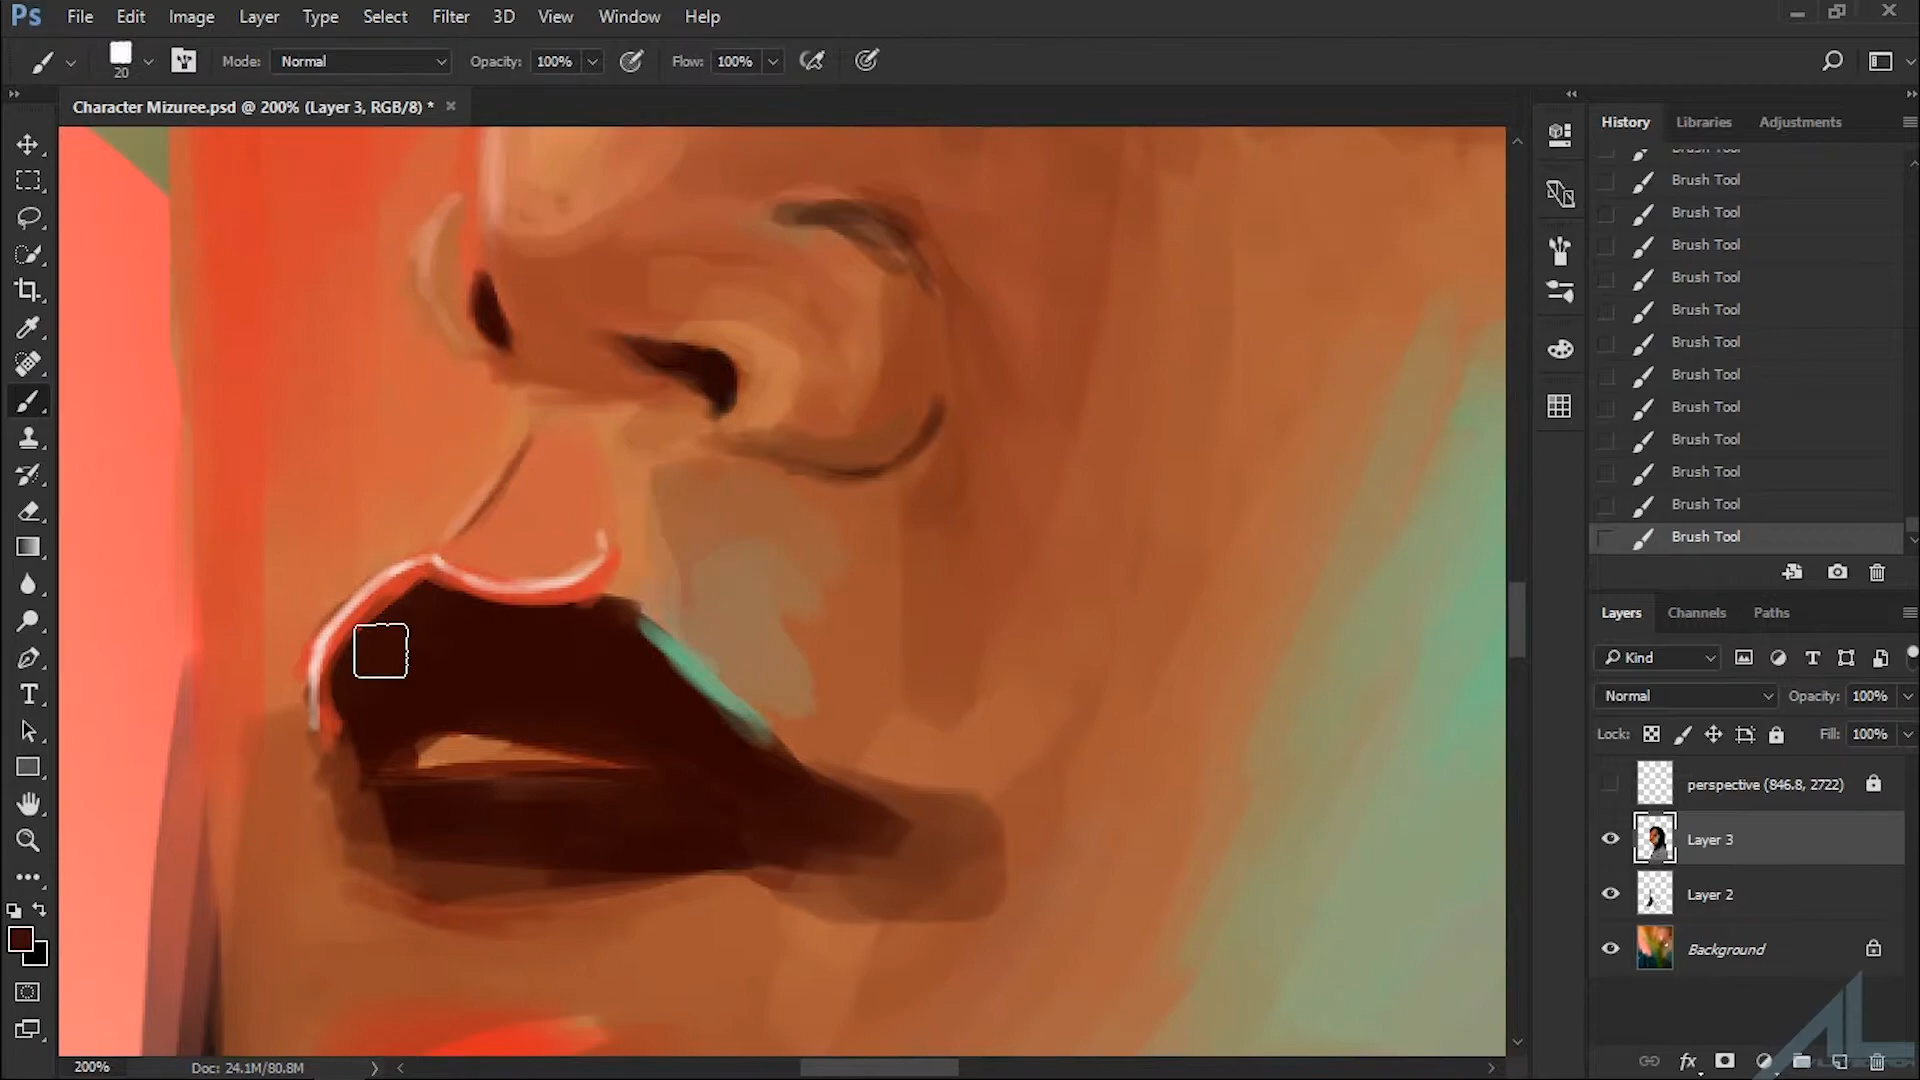 Ps File Edit Image Layer Type Select Filter 3D View Window Help
20 Mode: Normal Opacity: 100% Flow: 100%
Character Mizuree.psd @ 200% (Layer 3, RGB/8) *
History Libraries Adjustments
Brush Tool
Brush Tool
Brush Tool
Brush Tool
Brush Tool
Brush Tool
Brush Tool
Brush Tool
Brush Tool
Brush Tool
Brush Tool
Brush Tool
Brush Tool
Layers Channels Paths
Kind
Normal Opacity: 100%
Lock: Fill: 100%
perspective (846.8, 2722)
Layer 3
Layer 2
Background
fx
200% Doc: 24.1M/80.8M